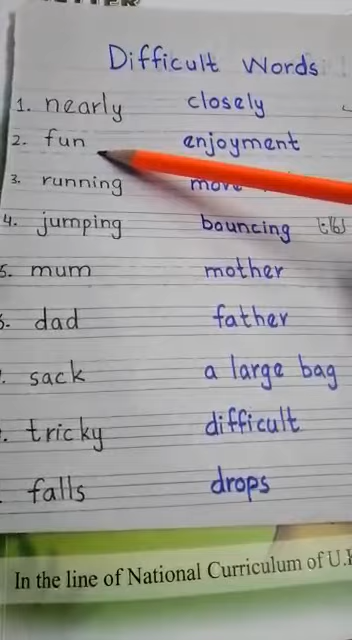 Difficult Words
1. nearly closely
2. fun enjoyment
3. running move
4. jumping bouncing
5. mum mother
. dad father
. sack a large bag
. tricky difficult
falls drops
In the line of National Curriculum of U.K